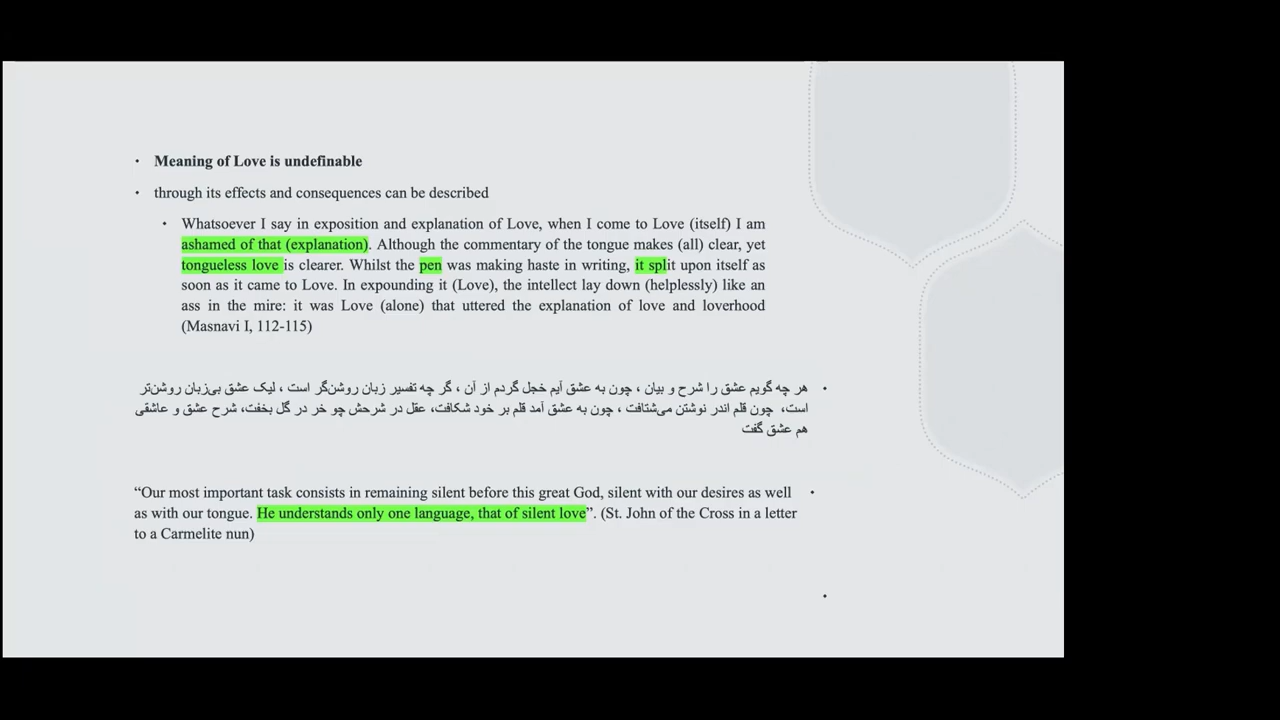 • Meaning of Love is undefinable
• through its effects and consequences can be described
• Whatsoever I say in exposition and explanation of Love, when I come to Love (itself) I am
ashamed of that (explanation). Although the commentary of the tongue makes (all) clear, yet
tongueless love is clearer. Whilst the pen was making haste in writing, it split upon itself as
soon as it came to Love. In expounding it (Love), the intellect lay down (helplessly) like an
ass in the mire: it was Love (alone) that uttered the explanation of love and loverhood
(Masnavi I, 112-115)
• هر چه گویم عشق را شرح و بیان ، چون به عشق آیم خجل گردم از آن ، گر چه تفسیر زبان روشن‌گر است ، لیک عشق بی‌زبان روشن‌تر
است، چون قلم اندر نوشتن می‌شتافت ، چون به عشق آمد قلم بر خود شکافت، عقل در شرحش چو خر در گل بخفت، شرح عشق و عاشقی
هم عشق گفت
“Our most important task consists in remaining silent before this great God, silent with our desires as well •
as with our tongue. He understands only one language, that of silent love”. (St. John of the Cross in a letter
to a Carmelite nun)
•